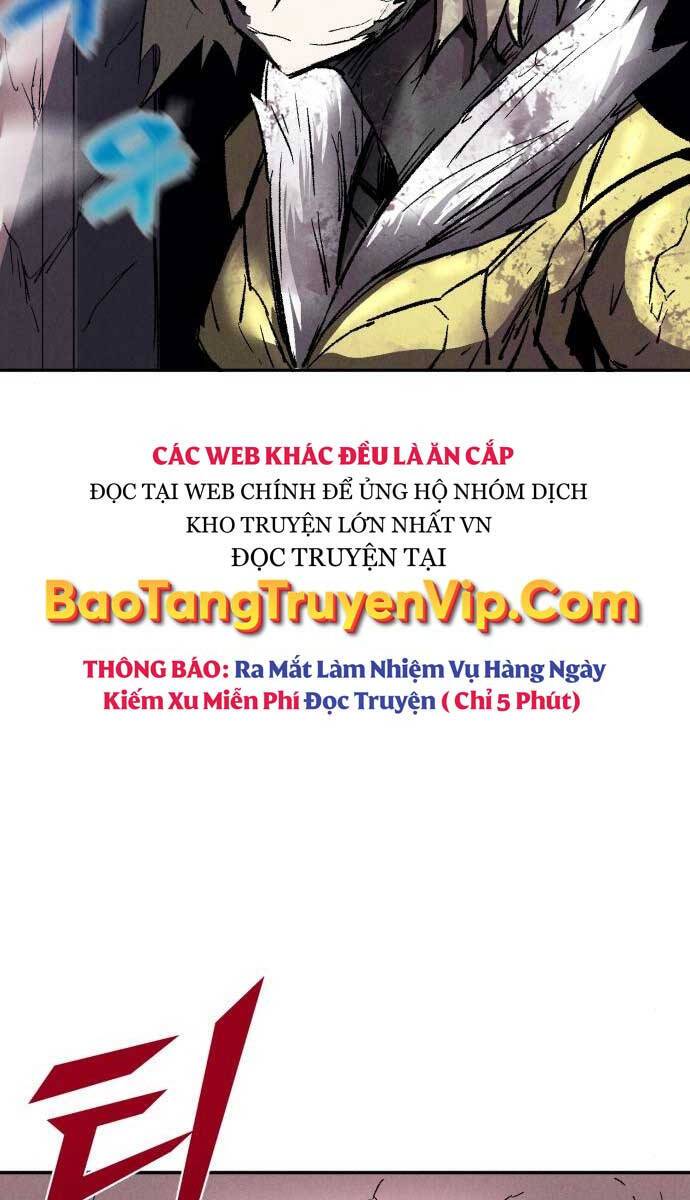 CÁC WEB KHÁC ĐỀU LÀ ĂN CẮP
ĐỌC TẠI WEB CHÍNH ĐỂ ỦNG HỘ NHÓM DỊCH
KHO TRUYỆN LỚN NHẤT VN
ĐỌC TRUYỆN TẠI
BaoTangTruyenVip.Com
THÔNG BÁO: Ra Mắt Làm Nhiệm Vụ Hàng Ngày
Kiếm Xu Miễn Phí Đọc Truyện ( Chỉ 5 Phút)